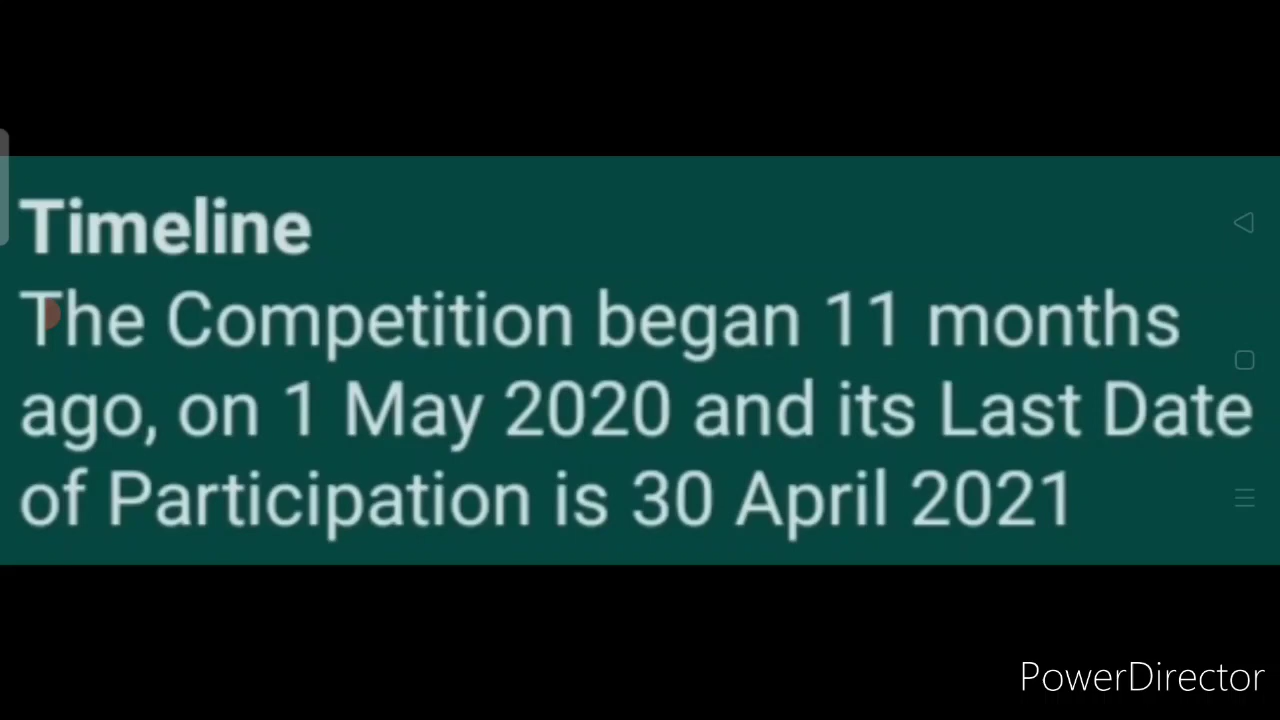 Timeline
The Competition began 11 months
ago, on 1 May 2020 and its Last Date
of Participation is 30 April 2021
PowerDirector